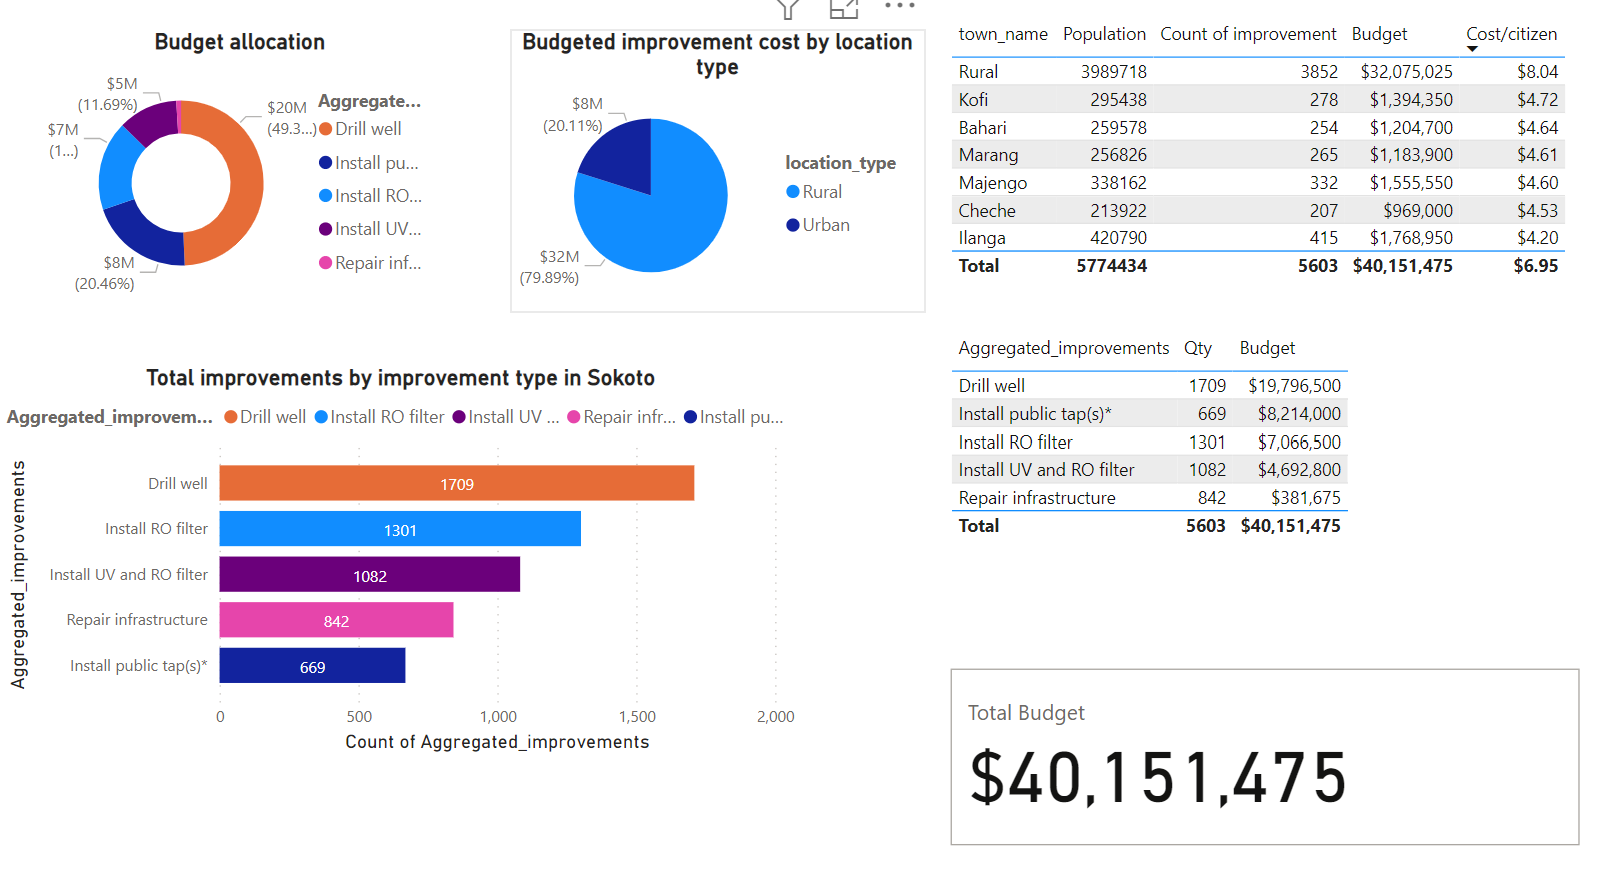 Budget allocation
$5M
(11.69%)
$7M
(1...)
$20M
(49.3...)
$8M
(20.46%)
Aggregate...
Drill well
Install pu...
Install RO...
Install UV...
Repair inf...
Budgeted improvement cost by location
type
$8M
(20.11%)
$32M
(79.89%)
location_type
Rural
Urban
town_name Population Count of improvement Budget Cost/citizen
Rural 3989718 3852 $32,075,025 $8.04
Kofi 295438 278 $1,394,350 $4.72
Bahari 259578 254 $1,204,700 $4.64
Marang 256826 265 $1,183,900 $4.61
Majengo 338162 332 $1,555,550 $4.60
Cheche 213922 207 $969,000 $4.53
Ilanga 420790 415 $1,768,950 $4.20
Total 5774434 5603 $40,151,475 $6.95
Aggregated_improvements Qty Budget
Drill well 1709 $19,796,500
Install public tap(s)* 669 $8,214,000
Install RO filter 1301 $7,066,500
Install UV and RO filter 1082 $4,692,800
Repair infrastructure 842 $381,675
Total 5603 $40,151,475
Total improvements by improvement type in Sokoto
Aggregated_improvem... Drill well Install RO filter Install UV ... Repair infr... Install pu...
Aggregated_improvements
Drill well 1709
Install RO filter 1301
Install UV and RO filter 1082
Repair infrastructure 842
Install public tap(s)* 669
0 500 1,000 1,500 2,000
Count of Aggregated_improvements
Total Budget
$40,151,475